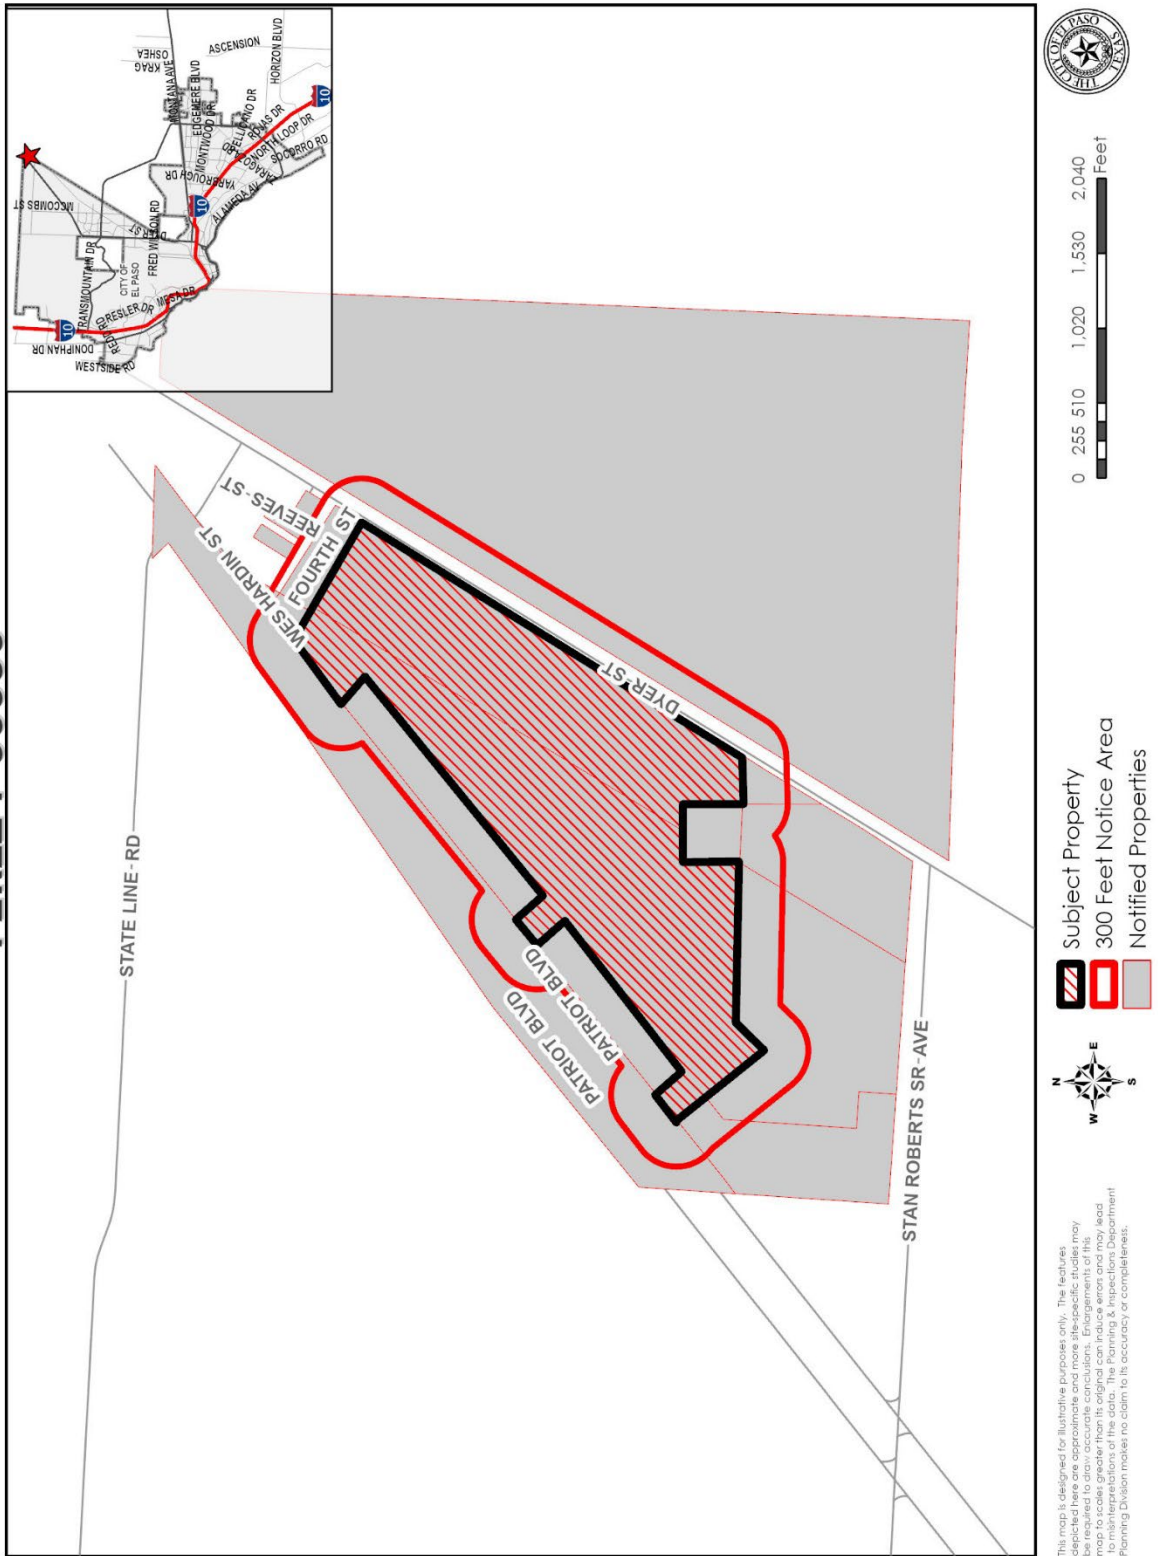 ASCENSION
KRAG
OSHEA
MONTANA AVE
EDGEMERE BLVD
MONTWOOD DR
PELLICANO DR
HORIZON BLVD
ROJAS DR
NORTH LOOP DR
SOCORRO RD
YARBROUGH DR
ALAMEDA AV
10
10
MCCOMBS ST
DYER ST
FRED WILSON RD
TRANSMOUNTAIN DR
CITY OF
EL PASO
MESA DR
RESLER DR
REDD RD
10
DONIPHAN DR
WESTSIDE RD
STATE LINE RD
WES HARDIN ST
REEVES ST
FOURTH ST
DYER ST
PATRIOT BLVD
PATRIOT BLVD
STAN ROBERTS SR AVE
This map is designed for illustrative purposes only. The features
depicted here are approximate and more site-specific studies may
be required to draw accurate conclusions. Enlargements of this
map to scales greater than its original can induce errors and may lead
to misinterpretations of the data. The Planning & Inspections Department
Planning Division makes no claim to its accuracy or completeness.
N
W
E
S
Subject Property
300 Feet Notice Area
Notified Properties
0 255 510 1,020 1,530 2,040
Feet
THE CITY OF EL PASO
TEXAS